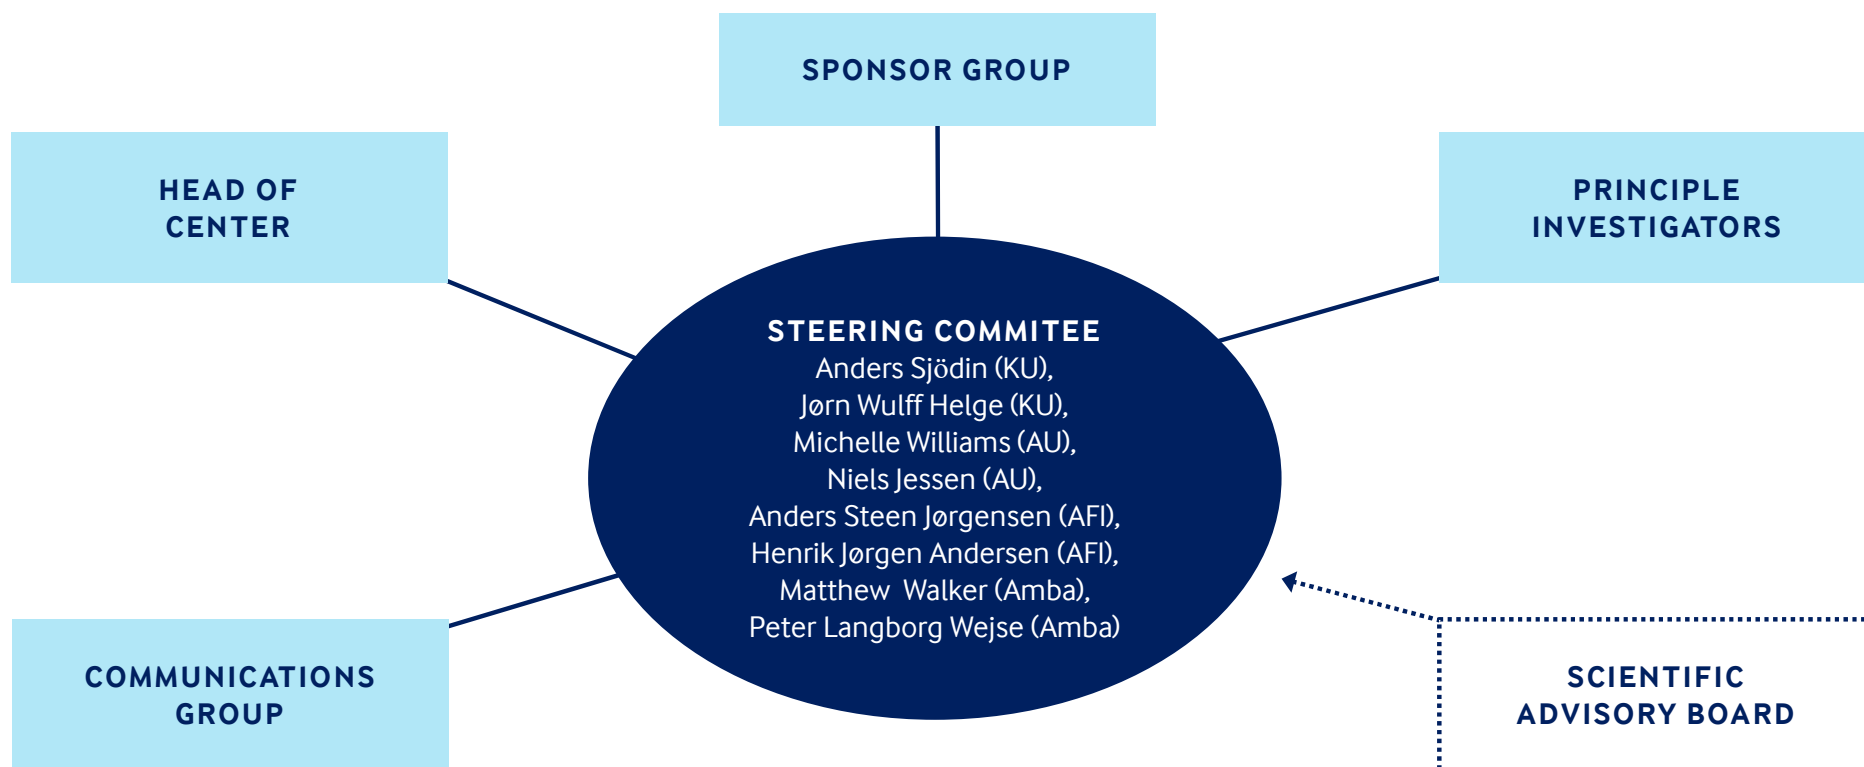 SPONSOR GROUP
HEAD OF
CENTER
PRINCIPLE
INVESTIGATORS
STEERING COMMITEE
Anders Sjödin (KU),
Jørn Wulff Helge (KU),
Michelle Williams (AU),
Niels Jessen (AU),
Anders Steen Jørgensen (AFI),
Henrik Jørgen Andersen (AFI),
Matthew Walker (Amba),
Peter Langborg Wejse (Amba)
COMMUNICATIONS
GROUP
SCIENTIFIC
ADVISORY BOARD